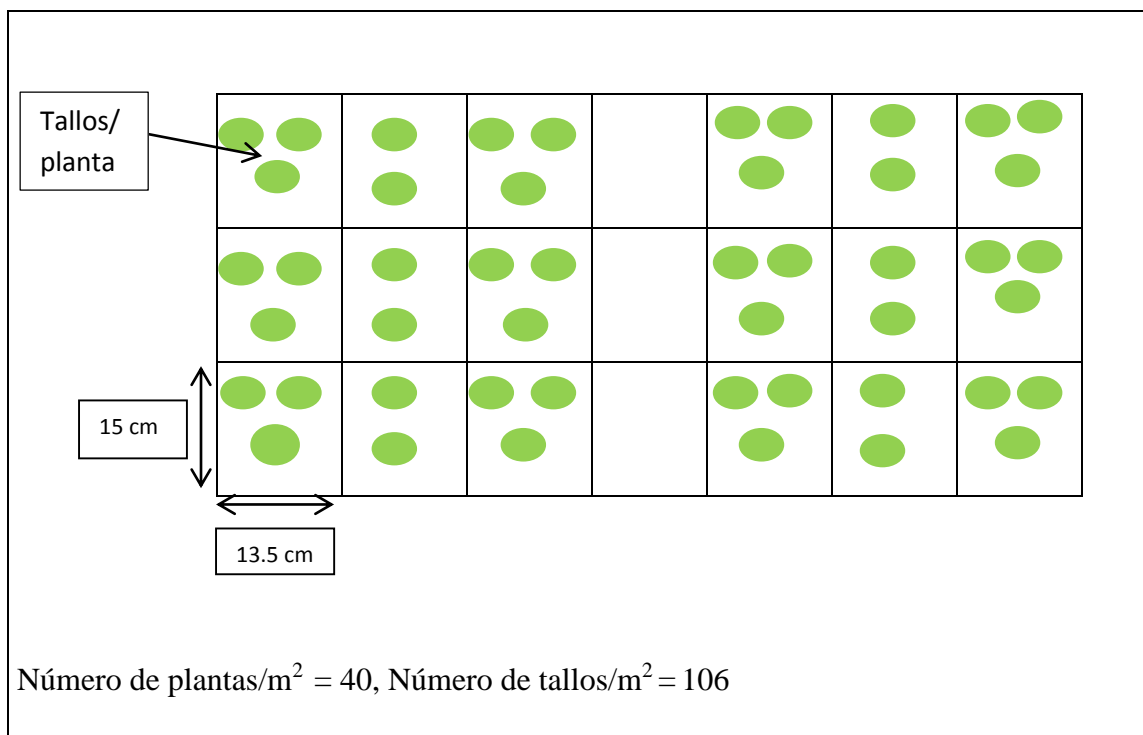 Tallos/
planta
15 cm
13.5 cm
Número de plantas/m² = 40, Número de tallos/m² = 106